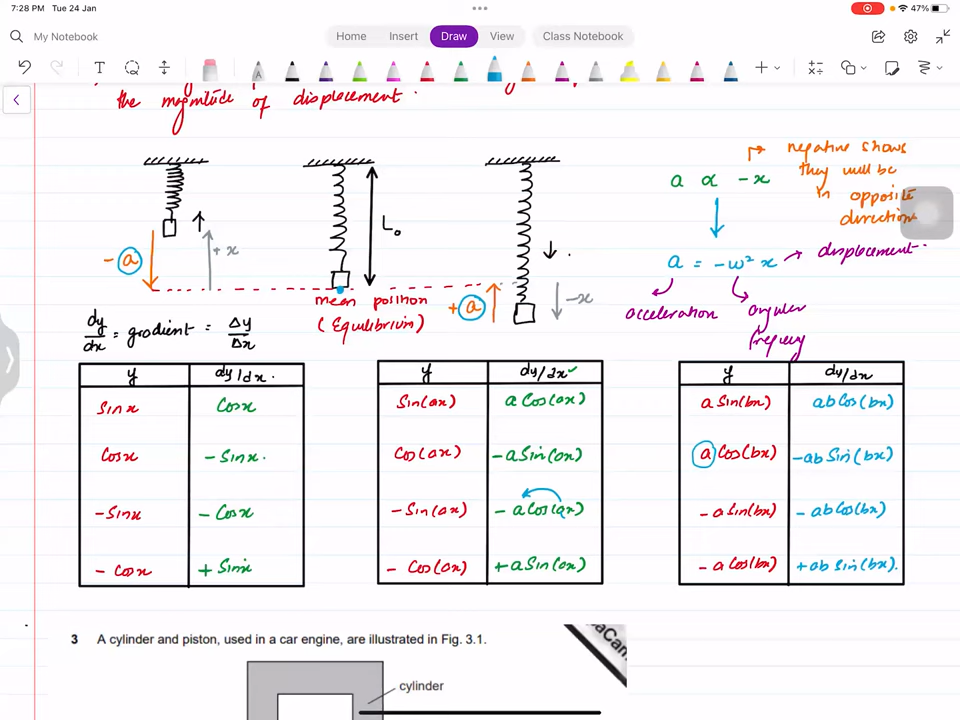 7:28 PM Tue 24 Jan
47%
My Notebook
Home Insert Draw View Class Notebook
the magnitude of displacement.
a α -x
negative shows
they will be
in opposite
direction
a = -ω² x
displacement
acceleration
angular
L₀
+x
- a
+ a
-x
mean position
(Equilibrium)
dy/dx = gradient = Δy/Δx
y dy/dx
Sin x Cos x
Cos x - Sin x
- Sin x - Cos x
- Cos x + Sin x
y dy/dx ✓
Sin(ax) a Cos(ax)
Cos(ax) - a Sin(ax)
- Sin(ax) - a Cos(ax)
- Cos(ax) + a Sin(ax)
y dy/dx
a Sin(bx) ab Cos(bx)
a Cos(bx) - ab Sin(bx)
- a Sin(bx) - ab Cos(bx)
- a Cos(bx) + ab Sin(bx).
3 A cylinder and piston, used in a car engine, are illustrated in Fig. 3.1.
aCam
cylinder